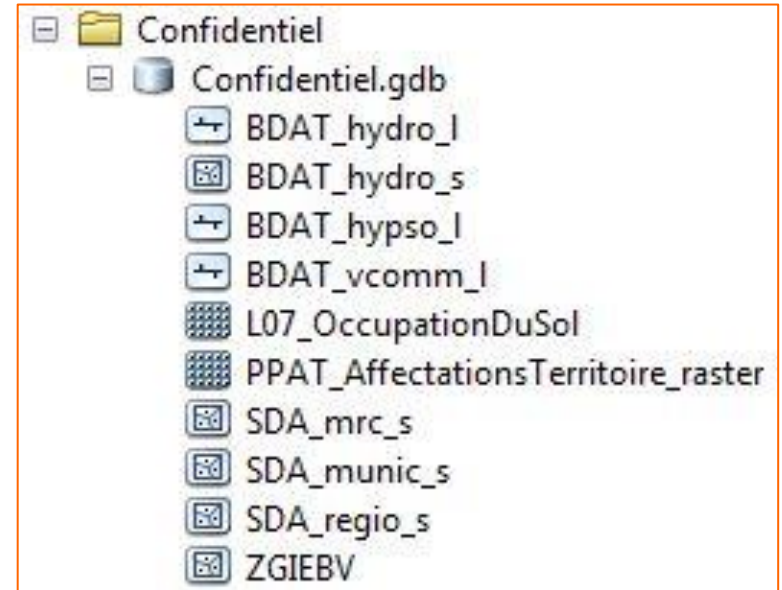 Confidentiel
Confidentiel.gdb
BDAT_hydro_l
BDAT_hydro_s
BDAT_hypso_l
BDAT_vcomm_l
L07_OccupationDuSol
PPAT_AffectationsTerritoire_raster
SDA_mrc_s
SDA_munic_s
SDA_regio_s
ZGIEBV